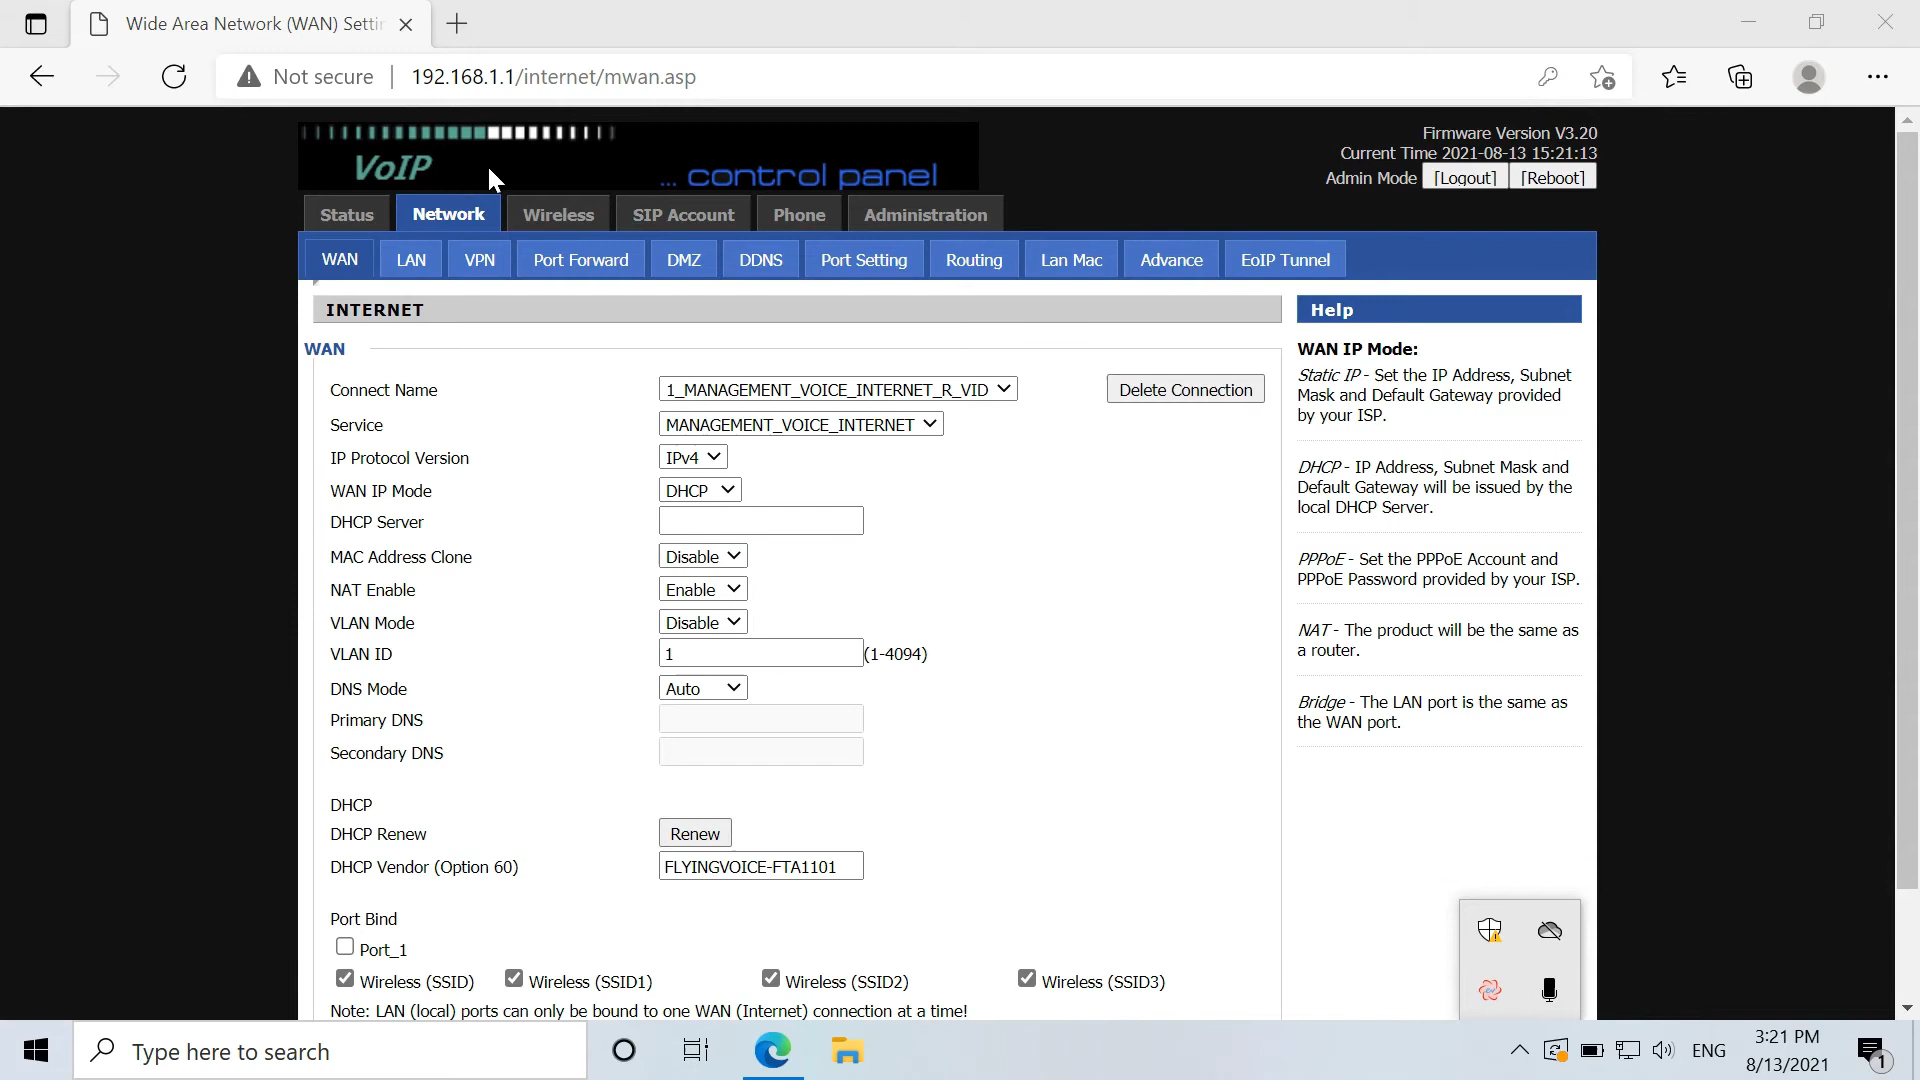 Wide Area Network (WAN) Settin
Not secure
192.168.1.1/internet/mwan.asp
VoIP
... control panel
Firmware Version V3.20
Current Time 2021-08-13 15:21:13
Admin Mode [Logout] [Reboot]
Status Network Wireless SIP Account Phone Administration
WAN LAN VPN Port Forward DMZ DDNS Port Setting Routing Lan Mac Advance EoIP Tunnel
INTERNET
WAN
Connect Name 1_MANAGEMENT_VOICE_INTERNET_R_VID Delete Connection
Service MANAGEMENT_VOICE_INTERNET
IP Protocol Version IPv4
WAN IP Mode DHCP
DHCP Server
MAC Address Clone Disable
NAT Enable Enable
VLAN Mode Disable
VLAN ID 1 (1-4094)
DNS Mode Auto
Primary DNS
Secondary DNS
DHCP
DHCP Renew Renew
DHCP Vendor (Option 60) FLYINGVOICE-FTA1101
Port Bind
Port_1
Wireless (SSID) Wireless (SSID1) Wireless (SSID2) Wireless (SSID3)
Note: LAN (local) ports can only be bound to one WAN (Internet) connection at a time!
Help
WAN IP Mode:
Static IP - Set the IP Address, Subnet
Mask and Default Gateway provided
by your ISP.
DHCP - IP Address, Subnet Mask and
Default Gateway will be issued by the
local DHCP Server.
PPPoE - Set the PPPoE Account and
PPPoE Password provided by your ISP.
NAT - The product will be the same as
a router.
Bridge - The LAN port is the same as
the WAN port.
Type here to search
ENG
3:21 PM
8/13/2021
1